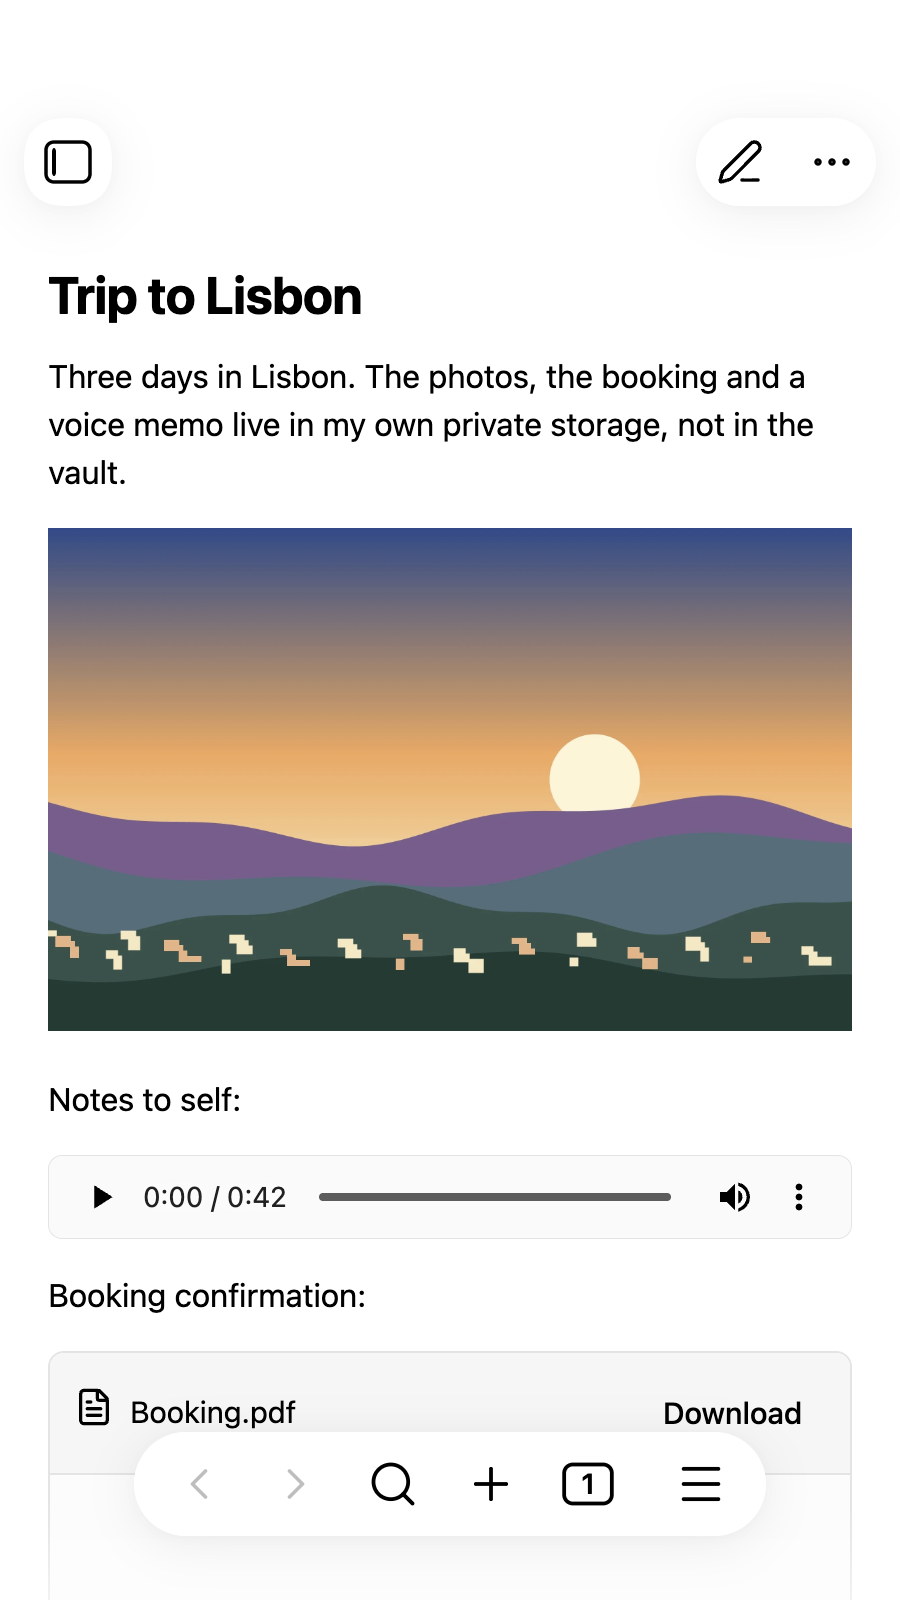 Trip to Lisbon
Three days in Lisbon. The photos, the booking and a
voice memo live in my own private storage, not in the
vault.
Notes to self:
0:00 / 0:42
Booking confirmation:
Booking.pdf
Download
1